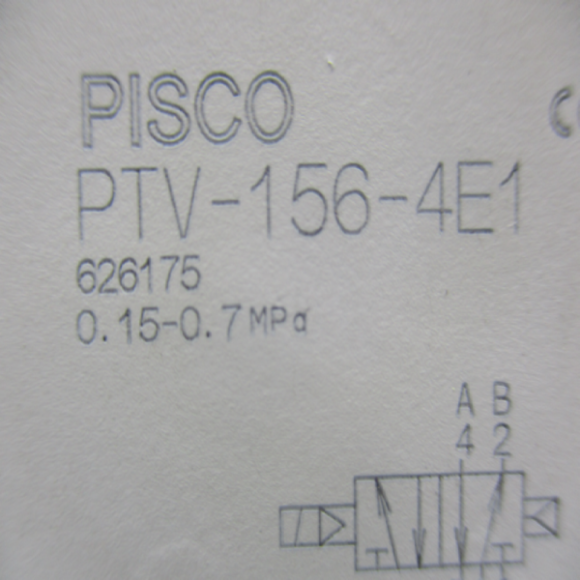 PISCO
PTV-156-4E1
626175
0.15-0.7MPa
A B
4 2